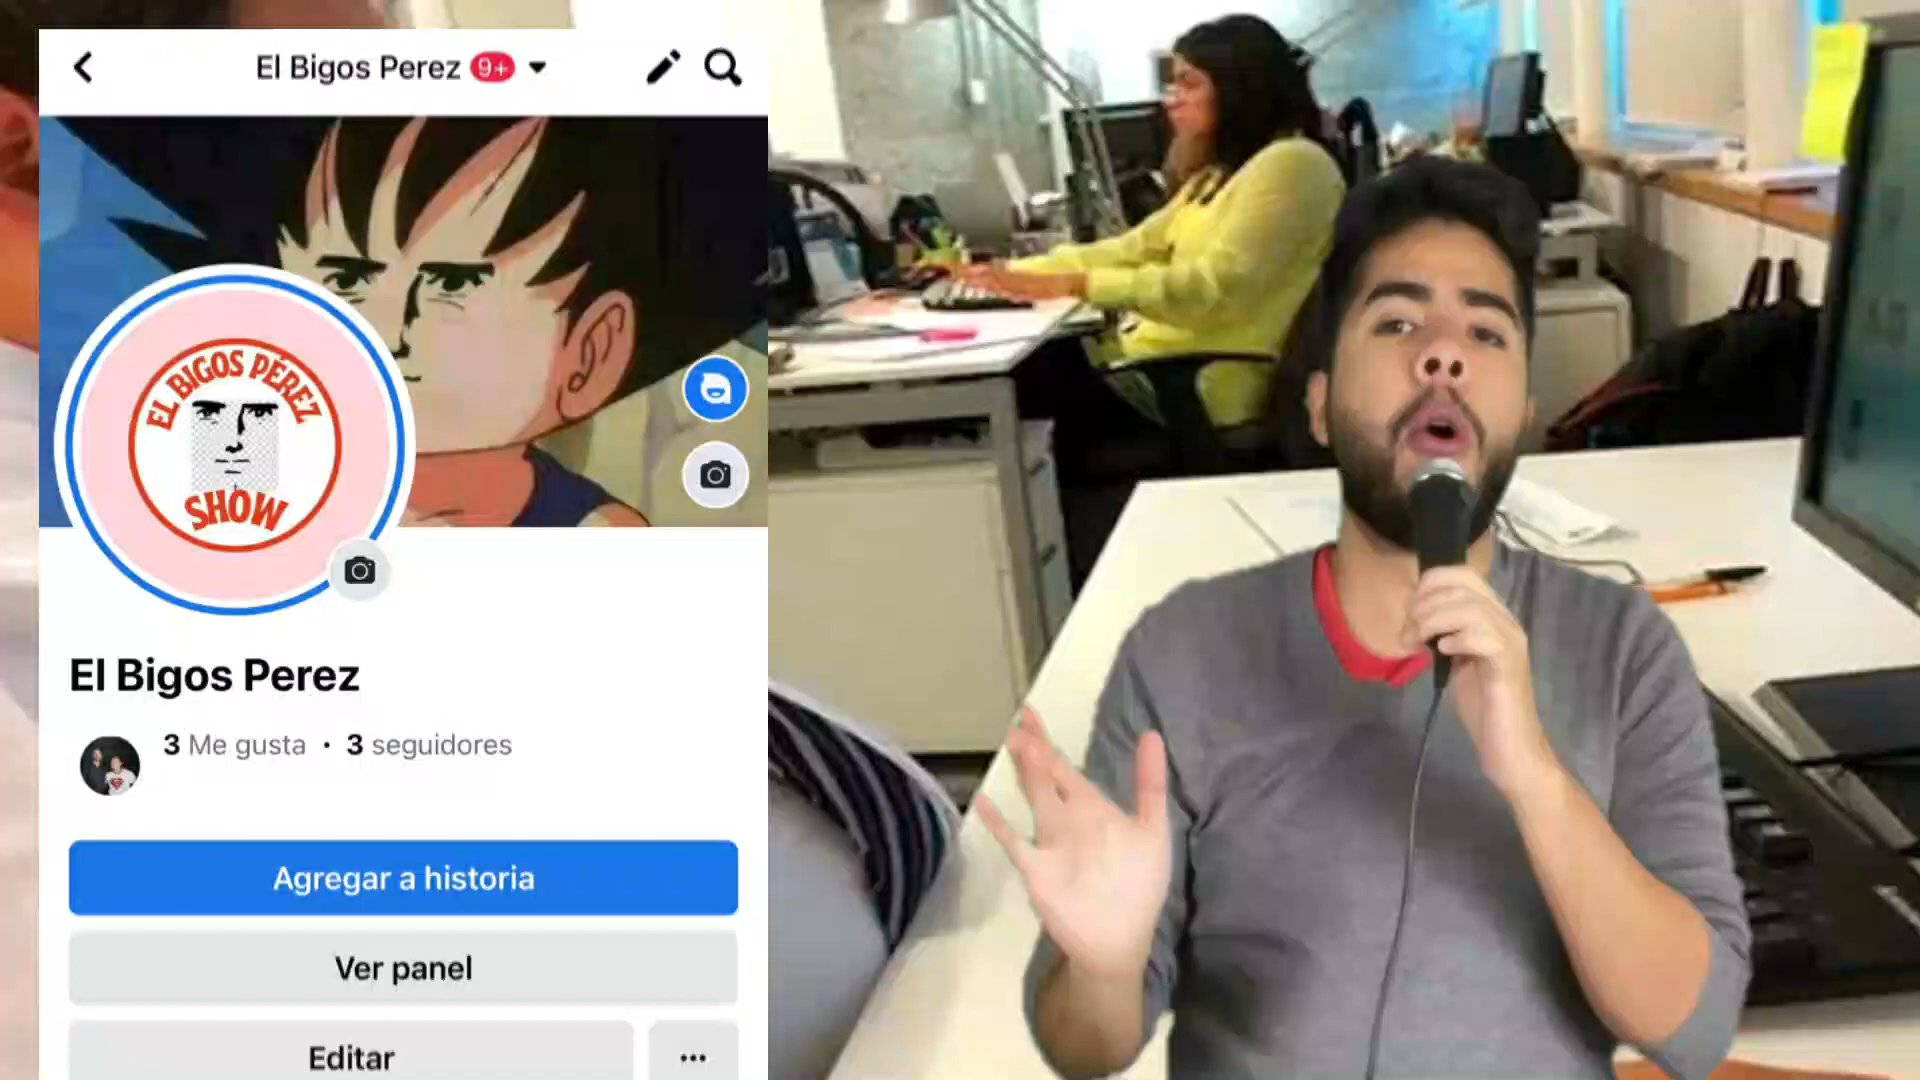 El Bigos Perez 9+
EL BIGOS PÉREZ
SHOW
El Bigos Perez
3 Me gusta · 3 seguidores
Agregar a historia
Ver panel
Editar